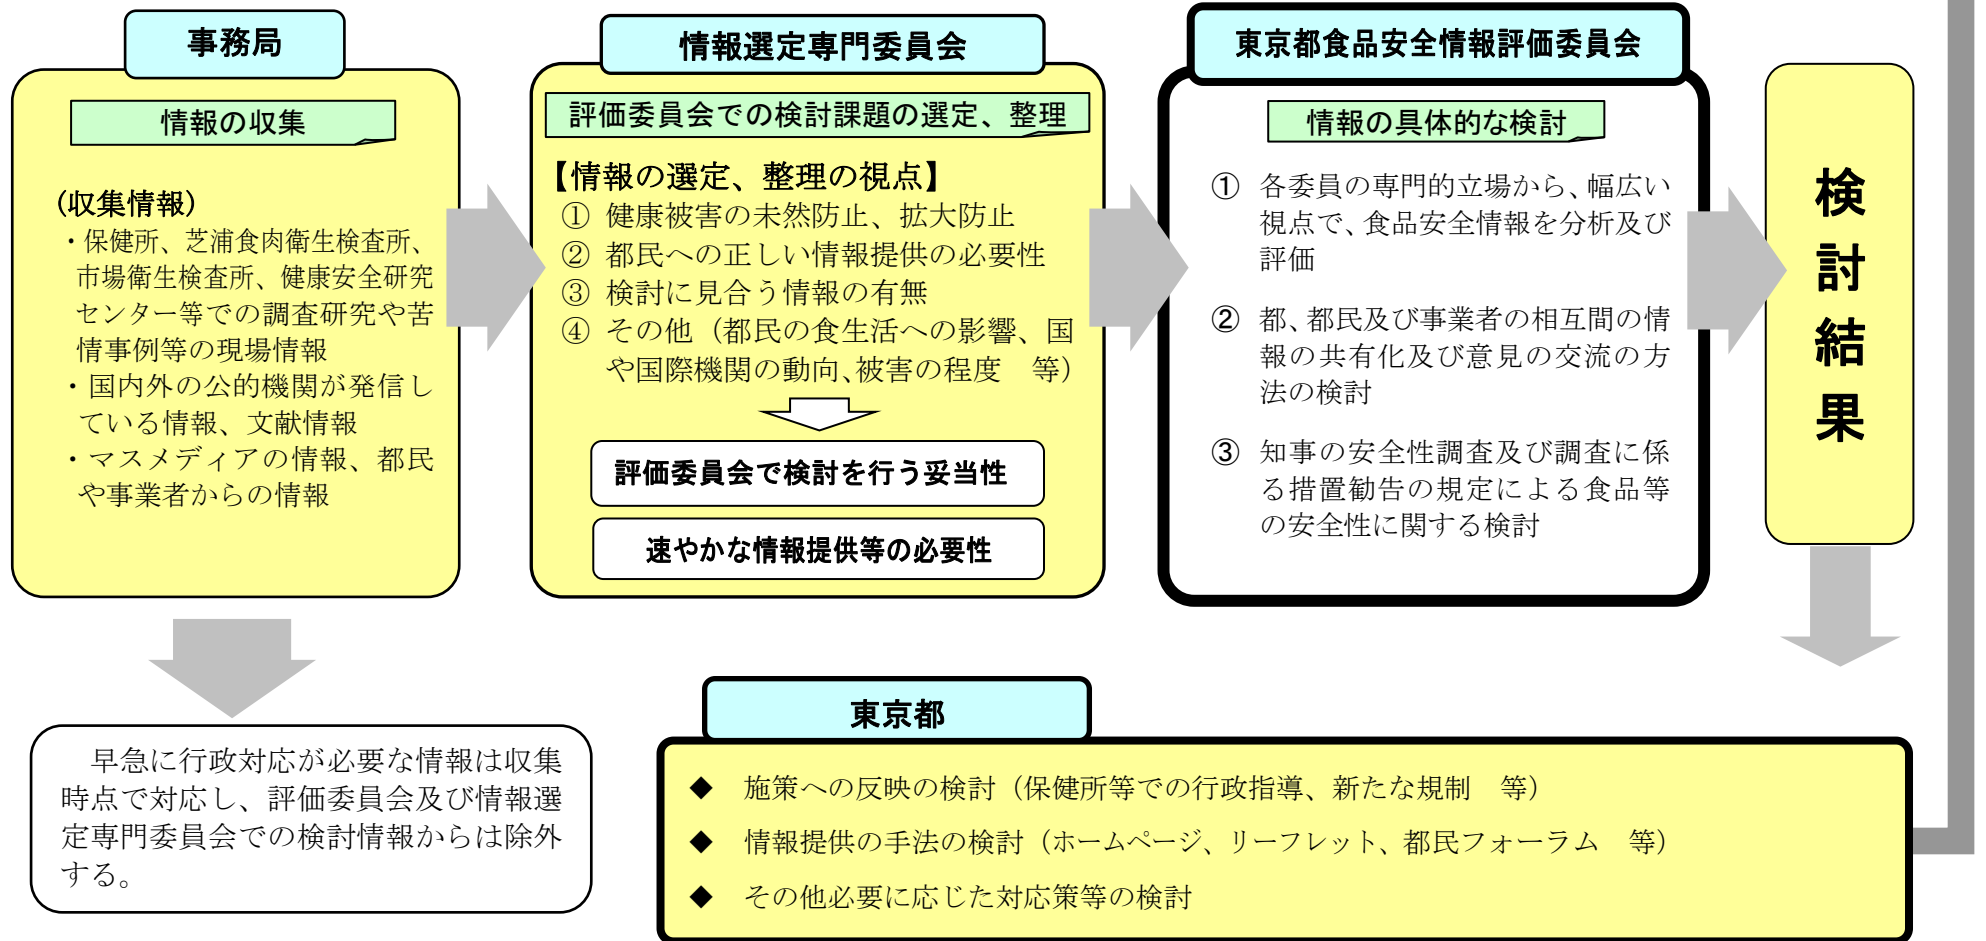 事務局
情報の収集
(収集情報)
・保健所、芝浦食肉衛生検査所、
市場衛生検査所、健康安全研究
センター等での調査研究や苦
情事例等の現場情報
・国内外の公的機関が発信し
ている情報、文献情報
・マスメディアの情報、都民
や事業者からの情報
情報選定専門委員会
評価委員会での検討課題の選定、整理
【情報の選定、整理の視点】
① 健康被害の未然防止、拡大防止
② 都民への正しい情報提供の必要性
③ 検討に見合う情報の有無
④ その他（都民の食生活への影響、国
や国際機関の動向、被害の程度　等）
評価委員会で検討を行う妥当性
速やかな情報提供等の必要性
東京都食品安全情報評価委員会
情報の具体的な検討
① 各委員の専門的立場から、幅広い
視点で、食品安全情報を分析及び
評価
② 都、都民及び事業者の相互間の情
報の共有化及び意見の交流の方
法の検討
③ 知事の安全性調査及び調査に係
る措置勧告の規定による食品等
の安全性に関する検討
検討結果
早急に行政対応が必要な情報は収集
時点で対応し、評価委員会及び情報選
定専門委員会での検討情報からは除外
する。
東京都
◆ 施策への反映の検討（保健所等での行政指導、新たな規制　等）
◆ 情報提供の手法の検討（ホームページ、リーフレット、都民フォーラム　等）
◆ その他必要に応じた対応策等の検討